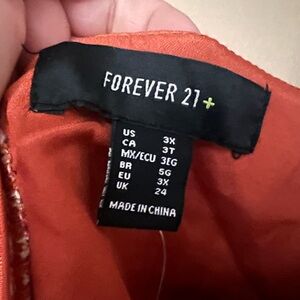 FOREVER 21+
US 3X
CA 3T
MX/ECU 3EG
BR 5G
EU 3X
UK 24
MADE IN CHINA